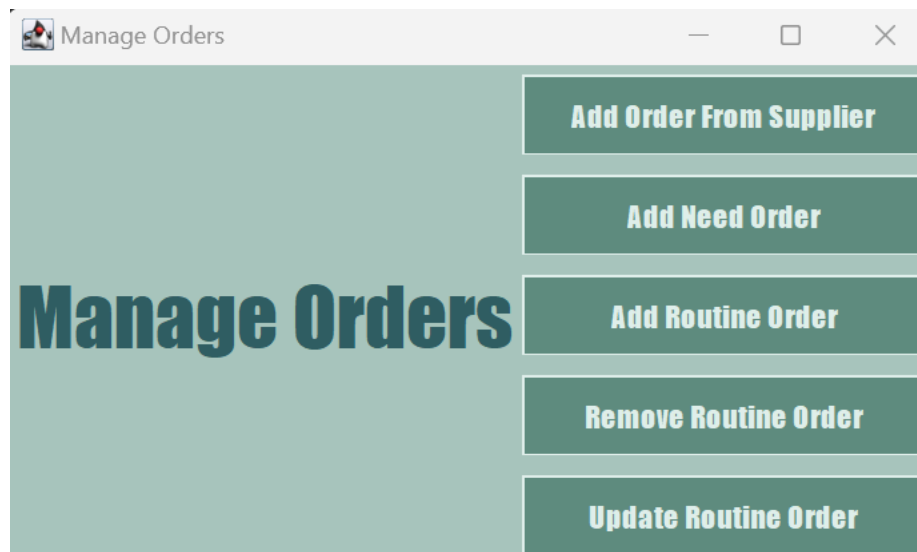 Manage Orders
Manage Orders
Add Order From Supplier
Add Need Order
Add Routine Order
Remove Routine Order
Update Routine Order